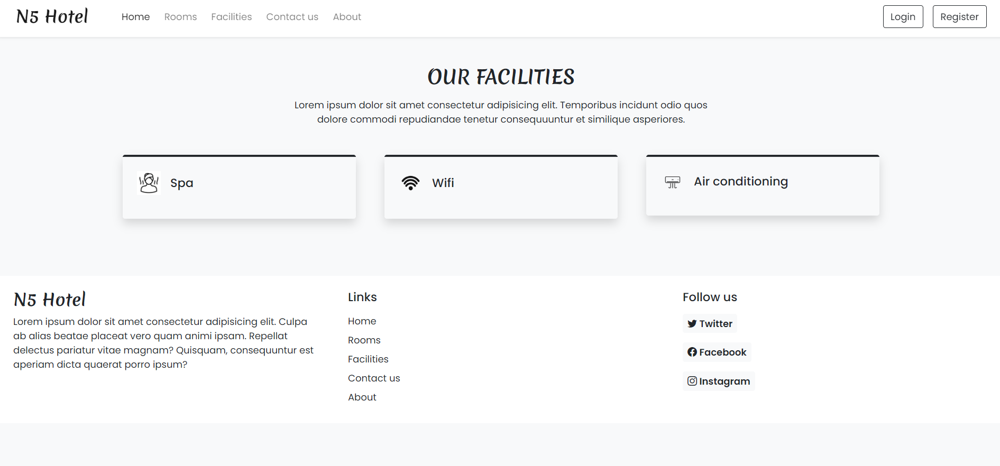 N5 Hotel
Home Rooms Facilities Contact us About
Login Register
OUR FACILITIES
Lorem ipsum dolor sit amet consectetur adipisicing elit. Temporibus incidunt odio quos
dolore commodi repudiandae tenetur consequuuntur et similique asperiores.
Spa
Wifi
Air conditioning
N5 Hotel
Lorem ipsum dolor sit amet consectetur adipisicing elit. Culpa
ab alias beatae placeat vero quam animi ipsam. Repellat
delectus pariatur vitae magnam? Quisquam, consequuntur est
aperiam dicta quaerat porro ipsum?
Links
Home
Rooms
Facilities
Contact us
About
Follow us
Twitter
Facebook
Instagram